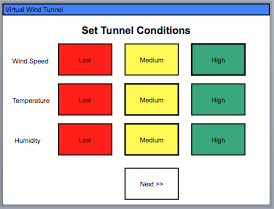 Virtual Wind Tunnel
Set Tunnel Conditions
Wind Speed Low Medium High
Temperature Low Medium High
Humidity Low Medium High
Next >>